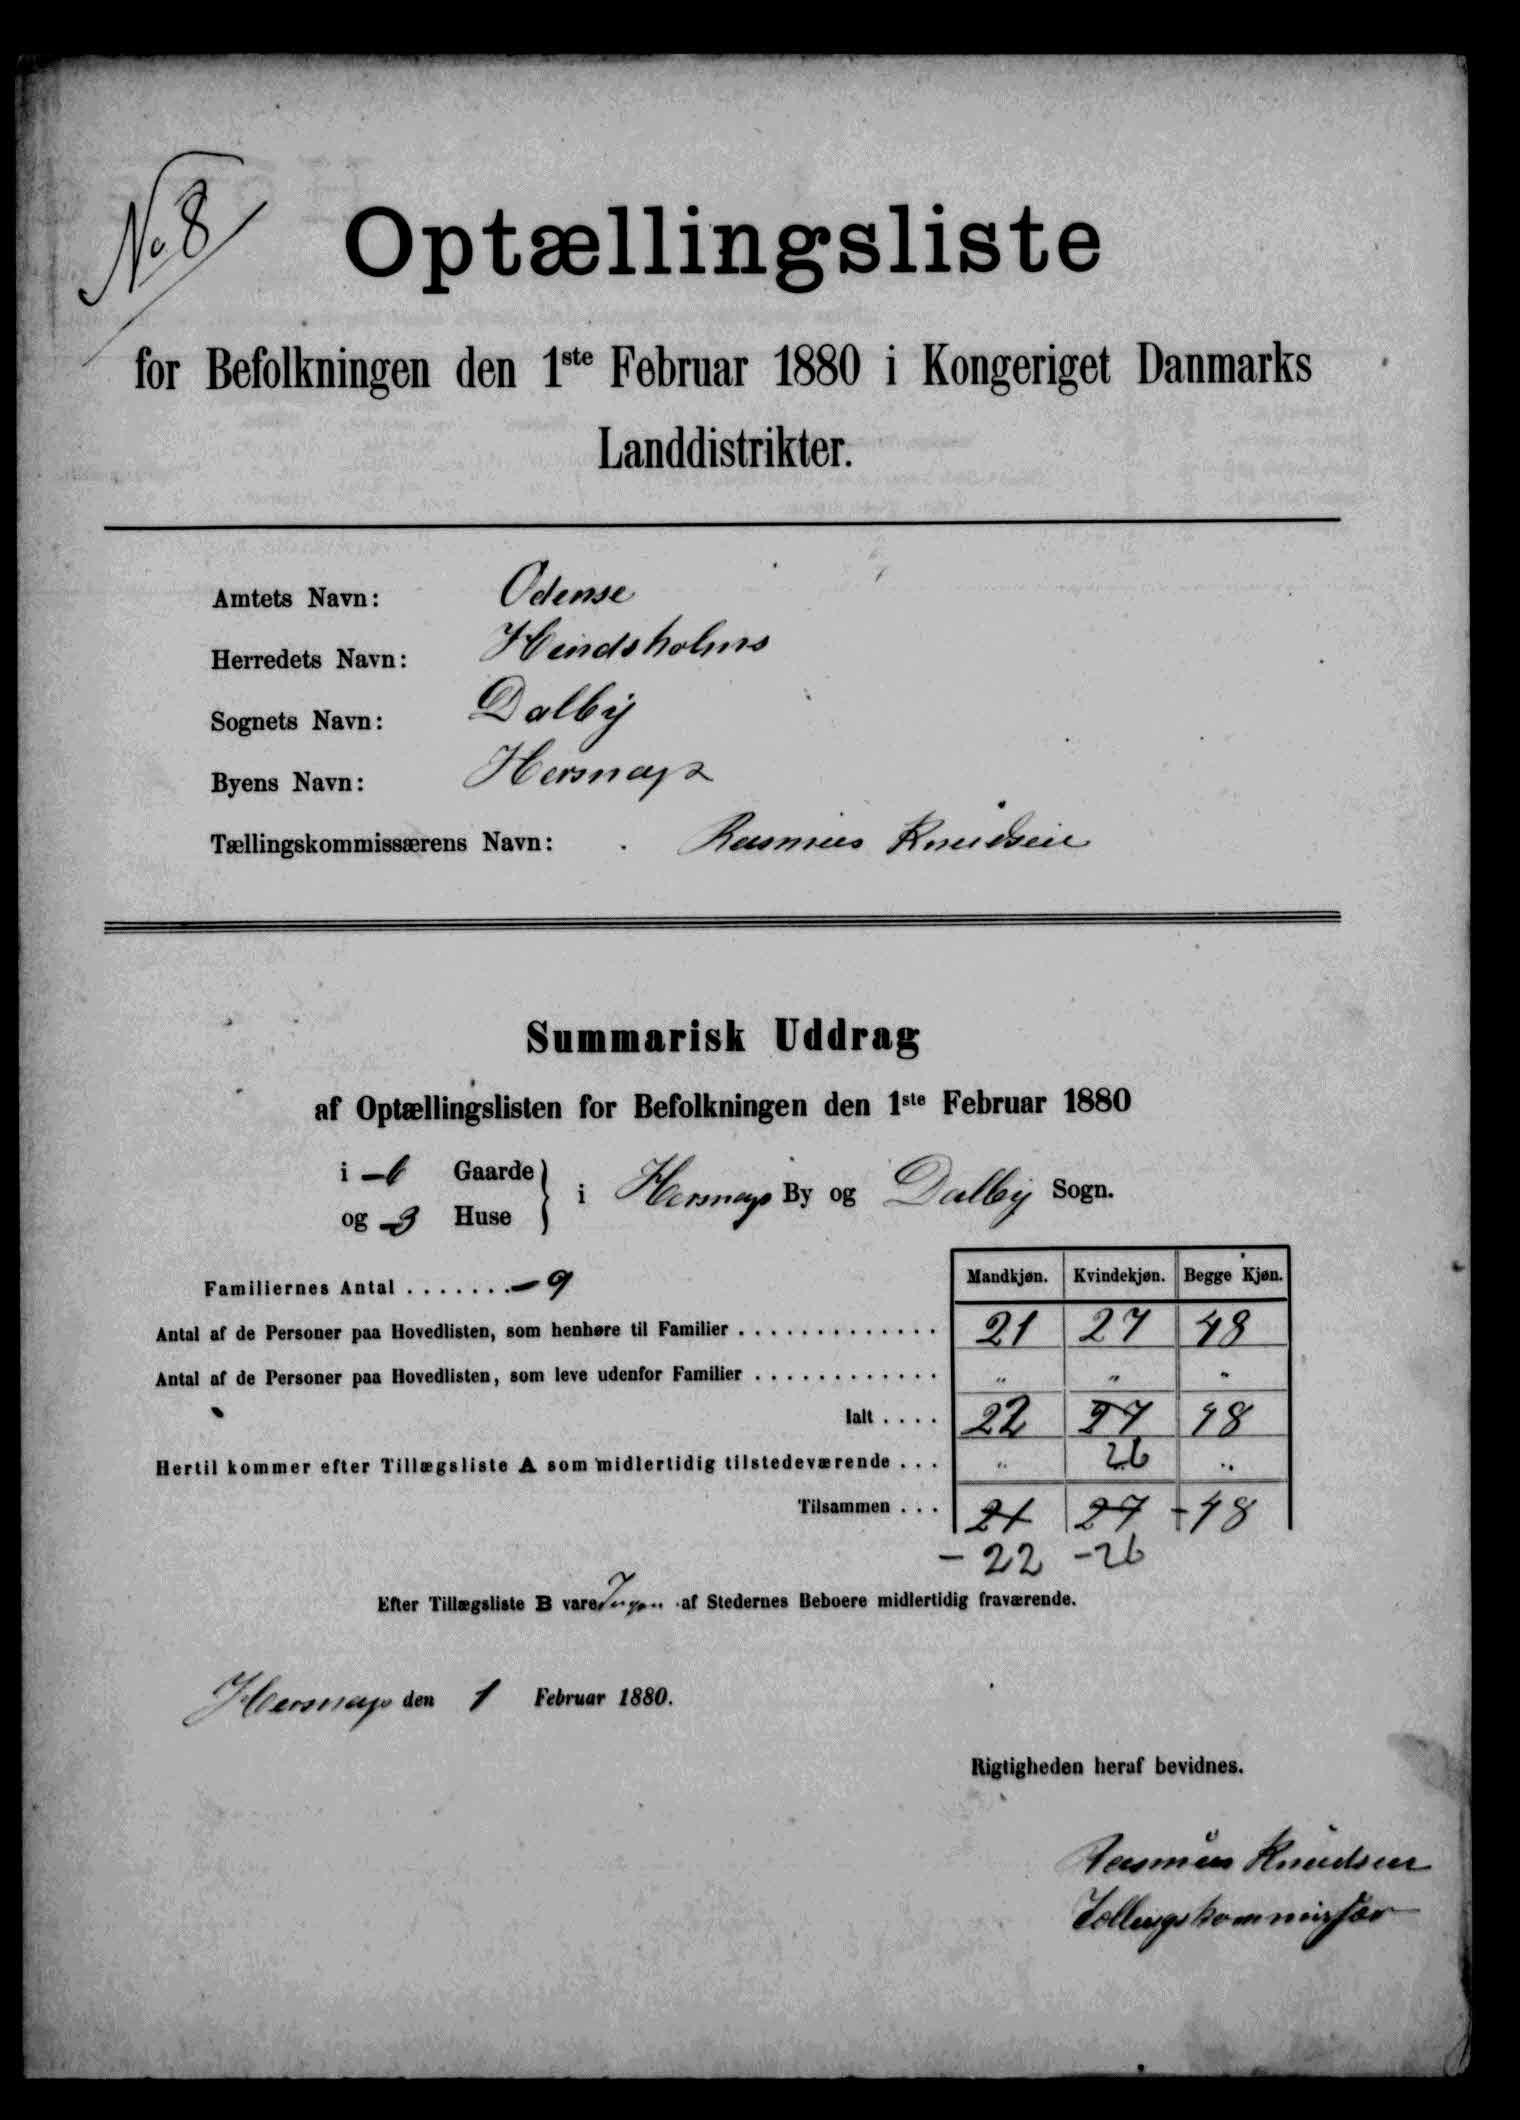 No 8
Optællingsliste
for Befolkningen den 1ste Februar 1880 i Kongeriget Danmarks
Landdistrikter.
Amtets Navn: Odense
Herredets Navn: Hindsholms
Sognets Navn: Dalby
Byens Navn: Hersnap
Tællingskommissærens Navn: Rasmus Knudsen
Summarisk Uddrag
af Optællingslisten for Befolkningen den 1ste Februar 1880
i - 6 Gaarde
og - 3 Huse
i Hersnap By og Dalby Sogn.
Mandkjøn. Kvindekjøn. Begge Kjøn.
Familiernes Antal . . . . . . . - 9
Antal af de Personer paa Hovedlisten, som henhøre til Familier . . . . . . . . . . . . . 21 27 48
Antal af de Personer paa Hovedlisten, som leve udenfor Familier . . . . . . . . . . . . " " "
Ialt . . . . 22 27 48
Hertil kommer efter Tillægsliste A som midlertidig tilstedeværende . . . " 26 "
Tilsammen . . . 21 27 - 48
- 22 - 26
Efter Tillægsliste B vare Ingen af Stedernes Beboere midlertidig fraværende.
Hersnap den 1 Februar 1880.
Rigtigheden heraf bevidnes.
Rasmus Knudsen
Tællingskommissær